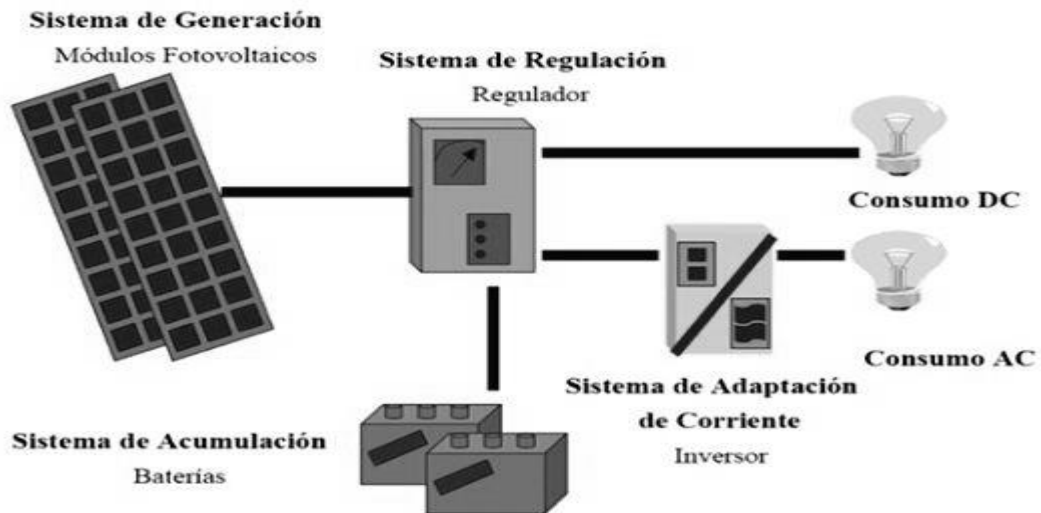 Sistema de Generación
Módulos Fotovoltaicos
Sistema de Regulación
Regulador
Consumo DC
Consumo AC
Sistema de Adaptación
de Corriente
Inversor
Sistema de Acumulación
Baterías